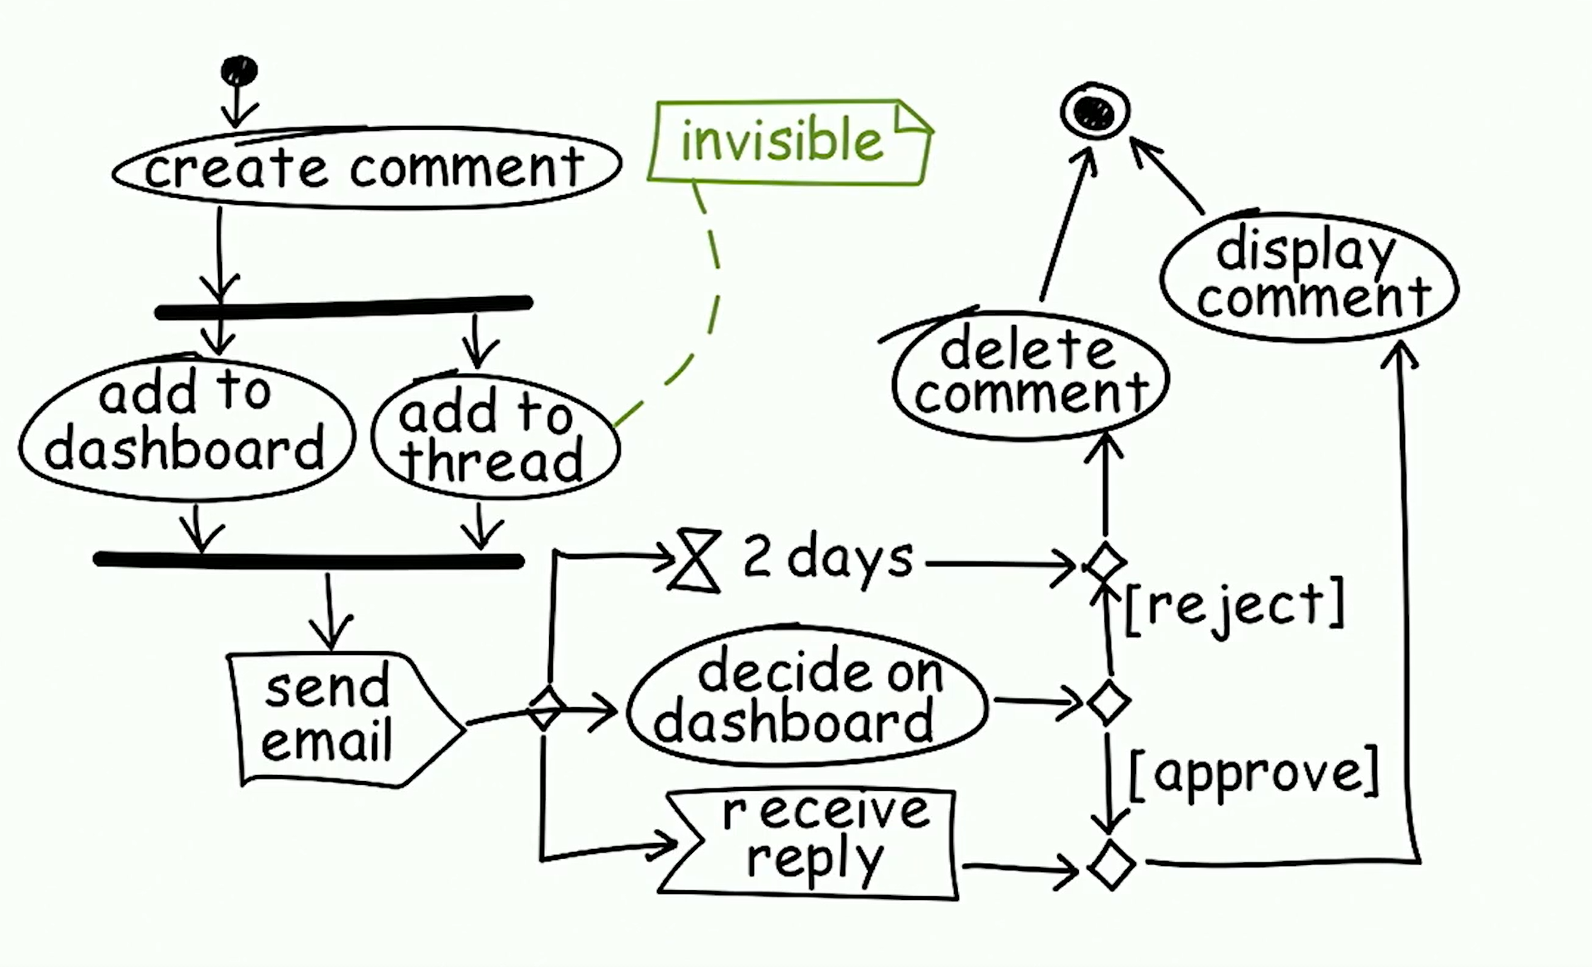 create comment
invisible
add to
dashboard
add to
thread
send
email
2 days
decide on
dashboard
receive
reply
[reject]
[approve]
delete
comment
display
comment